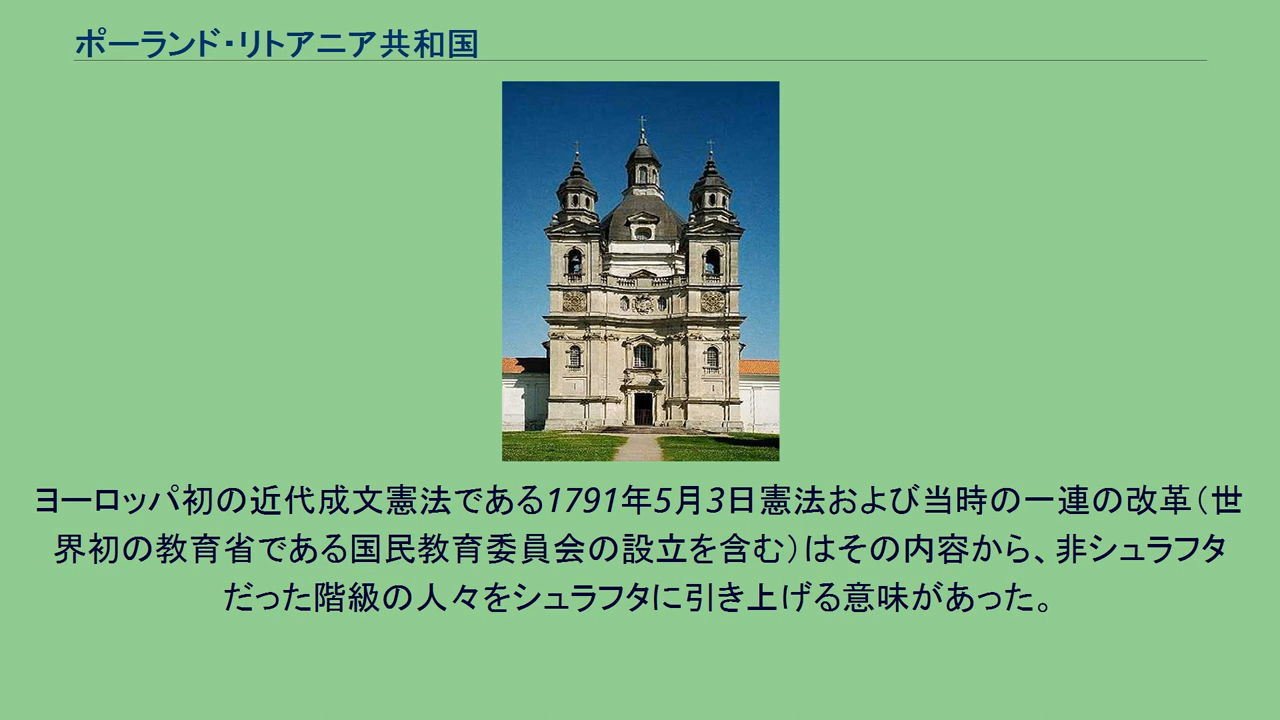 ポーランド・リトアニア共和国
ヨーロッパ初の近代成文憲法である1791年5月3日憲法および当時の一連の改革（世
界初の教育省である国民教育委員会の設立を含む）はその内容から、非シュラフタ
だった階級の人々をシュラフタに引き上げる意味があった。